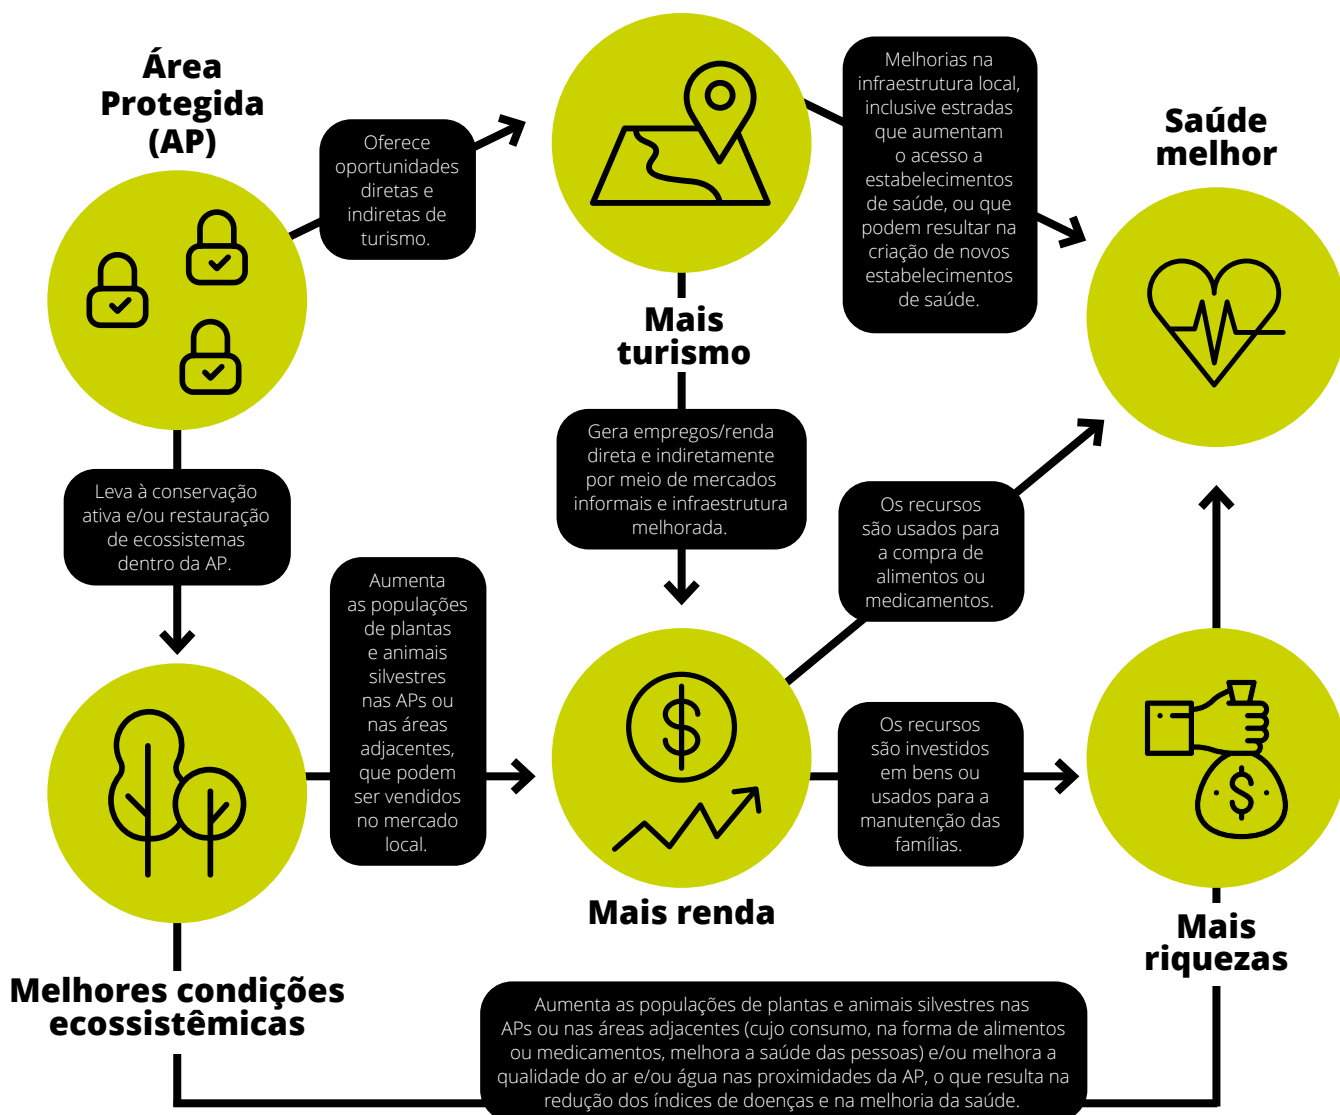 Área
Protegida
(AP)
Oferece
oportunidades
diretas e
indiretas de
turismo.
Melhorias na
infraestrutura local,
inclusive estradas
que aumentam
o acesso a
estabelecimentos
de saúde, ou que
podem resultar na
criação de novos
estabelecimentos
de saúde.
Saúde
melhor
Mais
turismo
Gera empregos/renda
direta e indiretamente
por meio de mercados
informais e infraestrutura
melhorada.
Leva à conservação
ativa e/ou restauração
de ecossistemas
dentro da AP.
Os recursos
são usados para
a compra de
alimentos ou
medicamentos.
Aumenta
as populações
de plantas
e animais
silvestres
nas APs ou
nas áreas
adjacentes,
que podem
ser vendidos
no mercado
local.
$
Os recursos
são investidos
em bens ou
usados para a
manutenção das
famílias.
$
Mais renda
Mais
riquezas
Melhores condições
ecossistêmicas
Aumenta as populações de plantas e animais silvestres nas
APs ou nas áreas adjacentes (cujo consumo, na forma de alimentos
ou medicamentos, melhora a saúde das pessoas) e/ou melhora a
qualidade do ar e/ou água nas proximidades da AP, o que resulta na
redução dos índices de doenças e na melhoria da saúde.